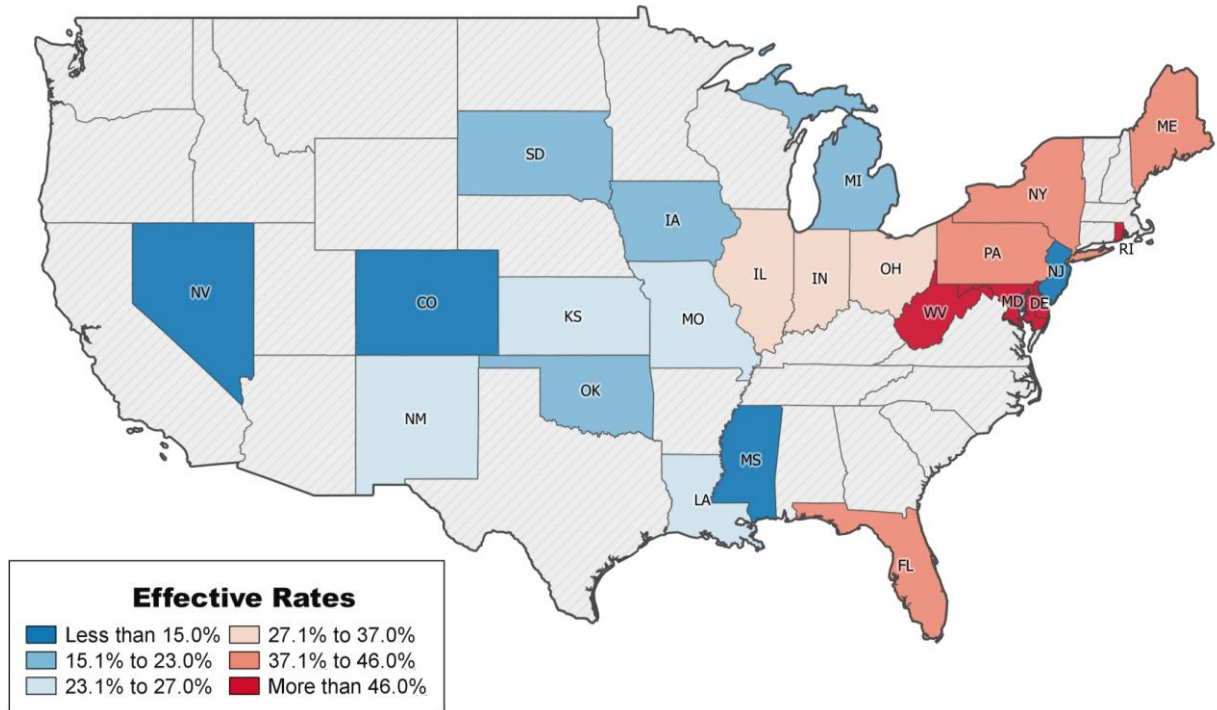 ME
SD
MI
NY
IA
PA
RI
NV
CO
IL
IN
OH
NJ
KS
MO
WV
MD
DE
NM
OK
MS
LA
FL
Effective Rates
Less than 15.0%
27.1% to 37.0%
15.1% to 23.0%
37.1% to 46.0%
23.1% to 27.0%
More than 46.0%